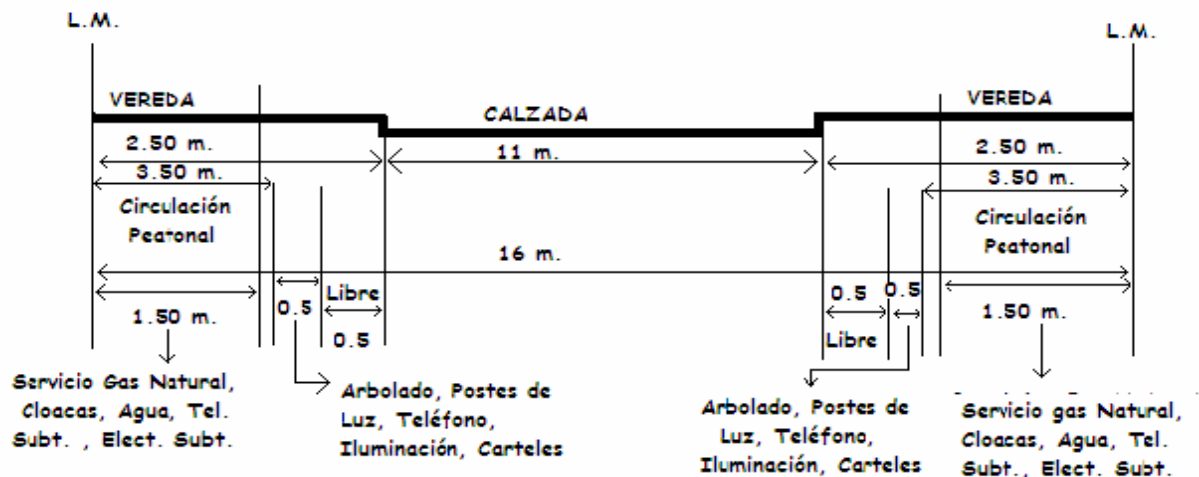 L.M.
L.M.
VEREDA
CALZADA
VEREDA
2.50 m.
11 m.
2.50 m.
3.50 m.
3.50 m.
Circulación
Peatonal
Circulación
Peatonal
16 m.
Libre
0.5
0.5
0.5
0.5
1.50 m.
Libre
1.50 m.
Servicio Gas Natural,
Cloacas, Agua, Tel.
Subt. , Elect. Subt.
Arbolado, Postes de
Luz, Teléfono,
Iluminación, Carteles
Arbolado, Postes de
Luz, Teléfono,
Iluminación, Carteles
Servicio gas Natural,
Cloacas, Agua, Tel.
Subt., Elect. Subt.